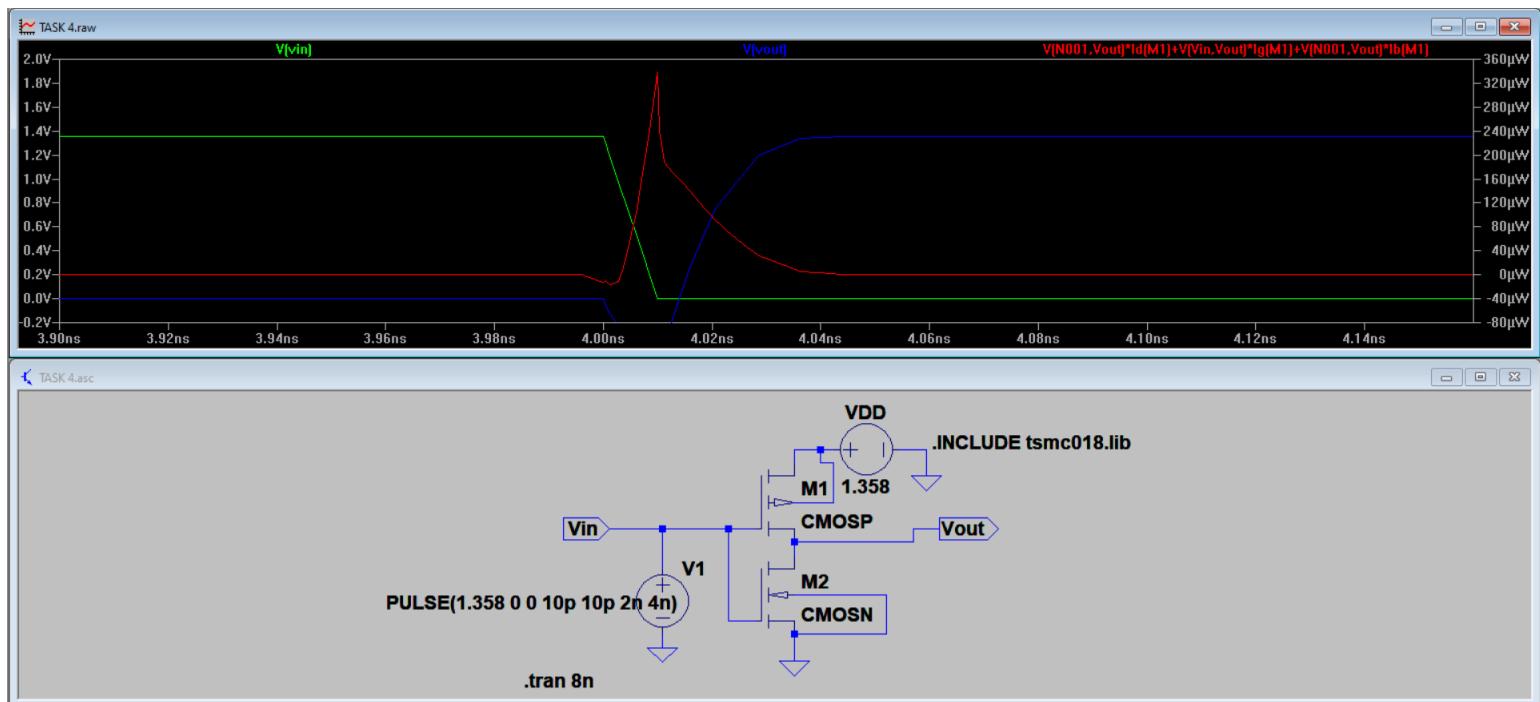 TASK 4.raw
V(vin) V(vout) V(N001,Vout)*Id(M1)+V(Vin,Vout)*Ig(M1)+V(N001,Vout)*Ib(M1)
2.0V 360µW
1.8V 320µW
1.6V 280µW
1.4V 240µW
1.2V 200µW
1.0V 160µW
0.8V 120µW
0.6V 80µW
0.4V 40µW
0.2V 0µW
0.0V -40µW
-0.2V -80µW
3.90ns 3.92ns 3.94ns 3.96ns 3.98ns 4.00ns 4.02ns 4.04ns 4.06ns 4.08ns 4.10ns 4.12ns 4.14ns
TASK 4.asc
VDD
.INCLUDE tsmc018.lib
M1 1.358
CMOSP
Vin Vout
V1
M2
PULSE(1.358 0 0 10p 10p 2n 4n)
CMOSN
.tran 8n